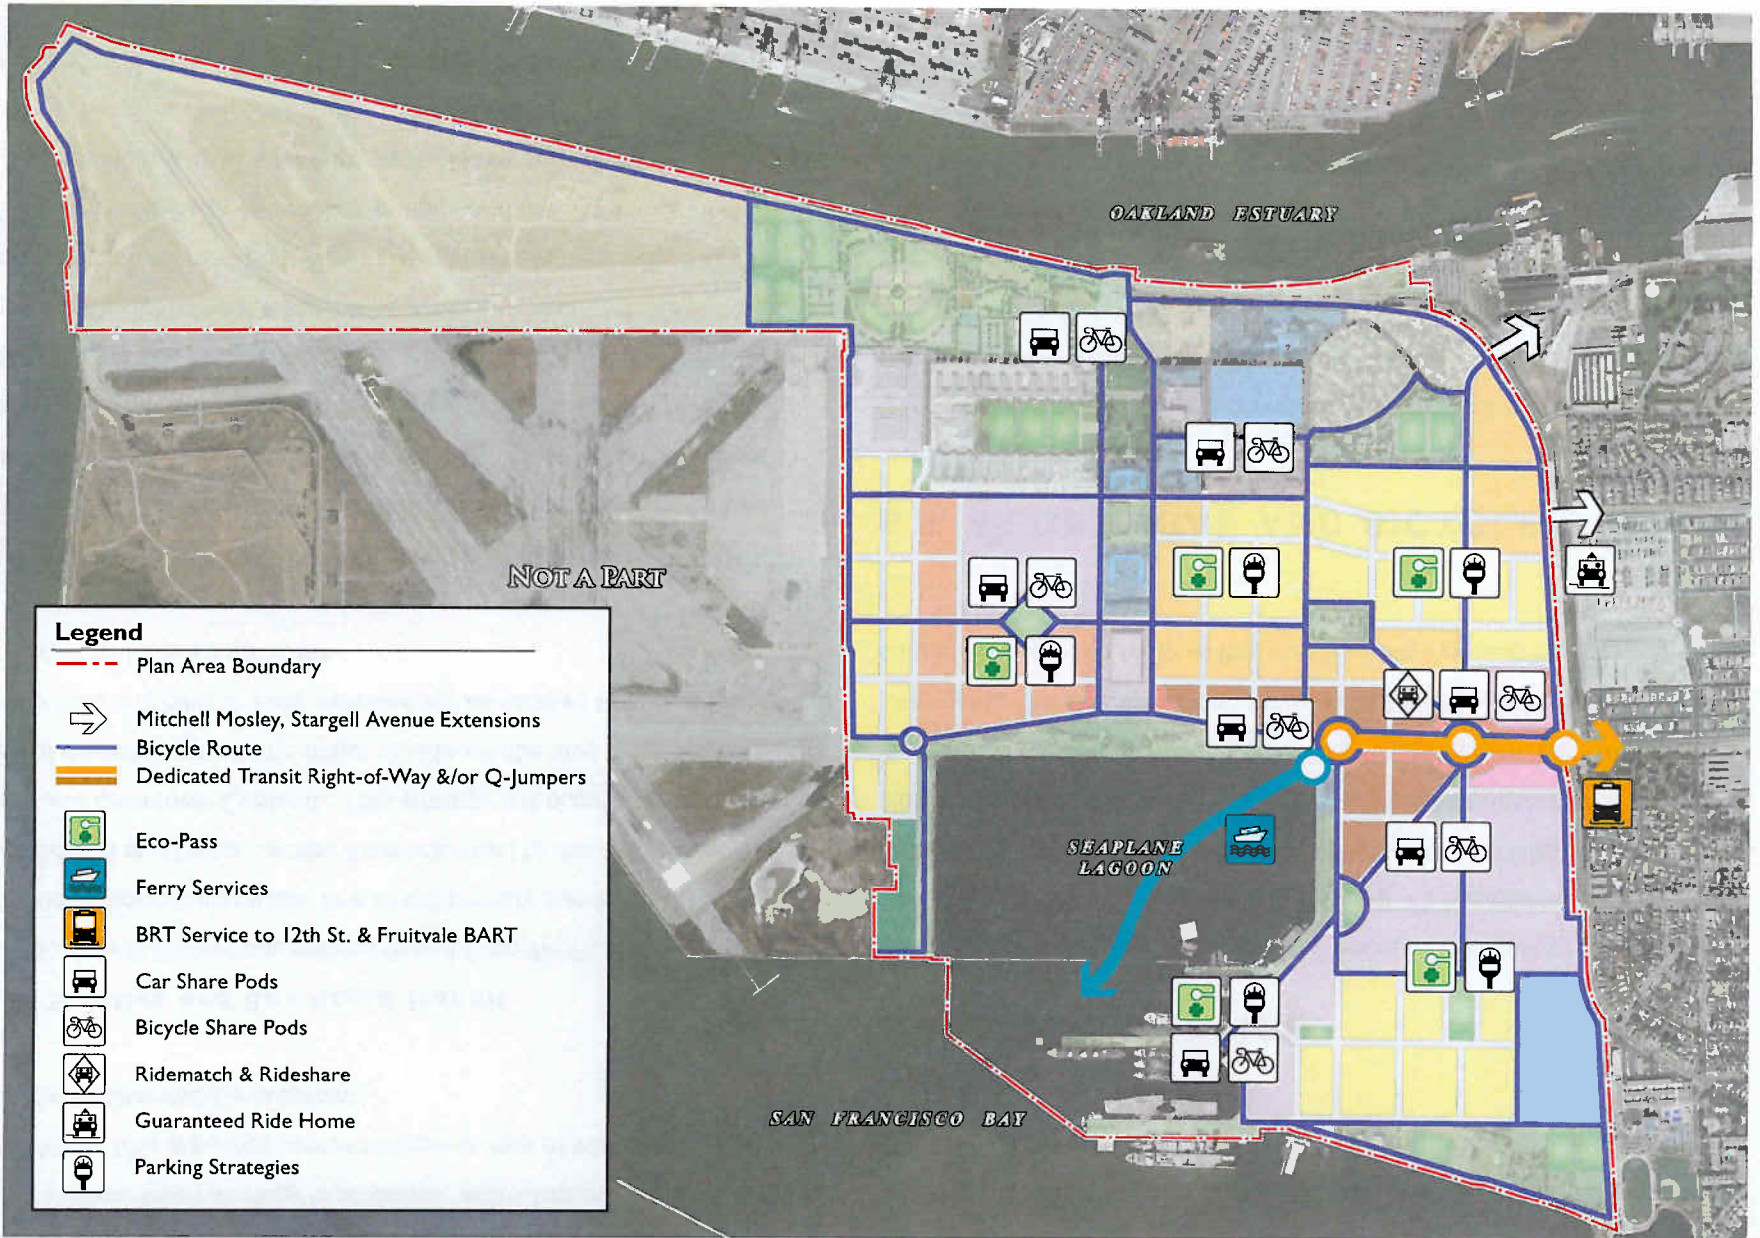 OAKLAND ESTUARY
NOT A PART
SEAPLANE
LAGOON
SAN FRANCISCO BAY
Legend
Plan Area Boundary
Mitchell Mosley, Stargell Avenue Extensions
Bicycle Route
Dedicated Transit Right-of-Way &/or Q-Jumpers
Eco-Pass
Ferry Services
BRT Service to 12th St. & Fruitvale BART
Car Share Pods
Bicycle Share Pods
Ridematch & Rideshare
Guaranteed Ride Home
Parking Strategies